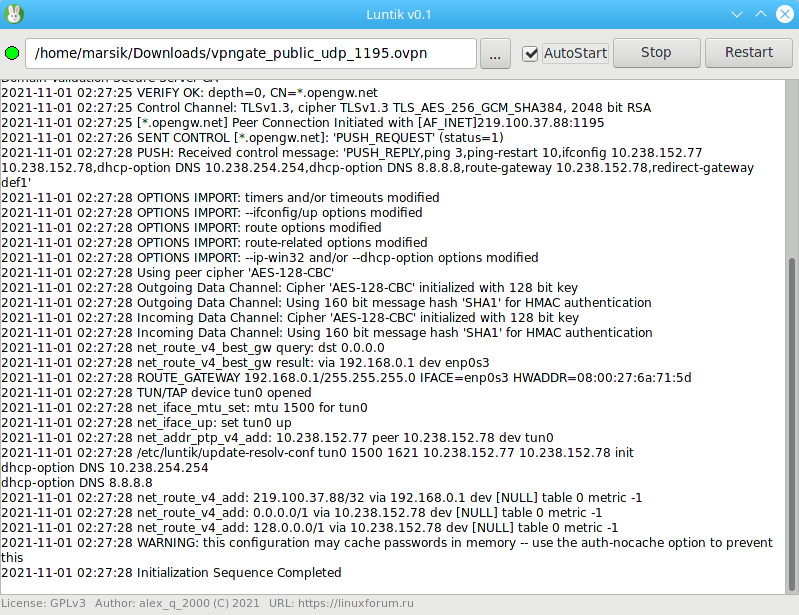 Luntik v0.1
/home/marsik/Downloads/vpngate_public_udp_1195.ovpn
...
AutoStart
Stop
Restart
2021-11-01 02:27:25 VERIFY OK: depth=0, CN=*.opengw.net
2021-11-01 02:27:25 Control Channel: TLSv1.3, cipher TLSv1.3 TLS_AES_256_GCM_SHA384, 2048 bit RSA
2021-11-01 02:27:25 [*.opengw.net] Peer Connection Initiated with [AF_INET]219.100.37.88:1195
2021-11-01 02:27:26 SENT CONTROL [*.opengw.net]: 'PUSH_REQUEST' (status=1)
2021-11-01 02:27:28 PUSH: Received control message: 'PUSH_REPLY,ping 3,ping-restart 10,ifconfig 10.238.152.77
10.238.152.78,dhcp-option DNS 10.238.254.254,dhcp-option DNS 8.8.8.8,route-gateway 10.238.152.78,redirect-gateway
def1'
2021-11-01 02:27:28 OPTIONS IMPORT: timers and/or timeouts modified
2021-11-01 02:27:28 OPTIONS IMPORT: --ifconfig/up options modified
2021-11-01 02:27:28 OPTIONS IMPORT: route options modified
2021-11-01 02:27:28 OPTIONS IMPORT: route-related options modified
2021-11-01 02:27:28 OPTIONS IMPORT: --ip-win32 and/or --dhcp-option options modified
2021-11-01 02:27:28 Using peer cipher 'AES-128-CBC'
2021-11-01 02:27:28 Outgoing Data Channel: Cipher 'AES-128-CBC' initialized with 128 bit key
2021-11-01 02:27:28 Outgoing Data Channel: Using 160 bit message hash 'SHA1' for HMAC authentication
2021-11-01 02:27:28 Incoming Data Channel: Cipher 'AES-128-CBC' initialized with 128 bit key
2021-11-01 02:27:28 Incoming Data Channel: Using 160 bit message hash 'SHA1' for HMAC authentication
2021-11-01 02:27:28 net_route_v4_best_gw query: dst 0.0.0.0
2021-11-01 02:27:28 net_route_v4_best_gw result: via 192.168.0.1 dev enp0s3
2021-11-01 02:27:28 ROUTE_GATEWAY 192.168.0.1/255.255.255.0 IFACE=enp0s3 HWADDR=08:00:27:6a:71:5d
2021-11-01 02:27:28 TUN/TAP device tun0 opened
2021-11-01 02:27:28 net_iface_mtu_set: mtu 1500 for tun0
2021-11-01 02:27:28 net_iface_up: set tun0 up
2021-11-01 02:27:28 net_addr_ptp_v4_add: 10.238.152.77 peer 10.238.152.78 dev tun0
2021-11-01 02:27:28 /etc/luntik/update-resolv-conf tun0 1500 1621 10.238.152.77 10.238.152.78 init
dhcp-option DNS 10.238.254.254
dhcp-option DNS 8.8.8.8
2021-11-01 02:27:28 net_route_v4_add: 219.100.37.88/32 via 192.168.0.1 dev [NULL] table 0 metric -1
2021-11-01 02:27:28 net_route_v4_add: 0.0.0.0/1 via 10.238.152.78 dev [NULL] table 0 metric -1
2021-11-01 02:27:28 net_route_v4_add: 128.0.0.0/1 via 10.238.152.78 dev [NULL] table 0 metric -1
2021-11-01 02:27:28 WARNING: this configuration may cache passwords in memory -- use the auth-nocache option to prevent
this
2021-11-01 02:27:28 Initialization Sequence Completed
License: GPLv3 Author: alex_q_2000 (C) 2021 URL: https://linuxforum.ru